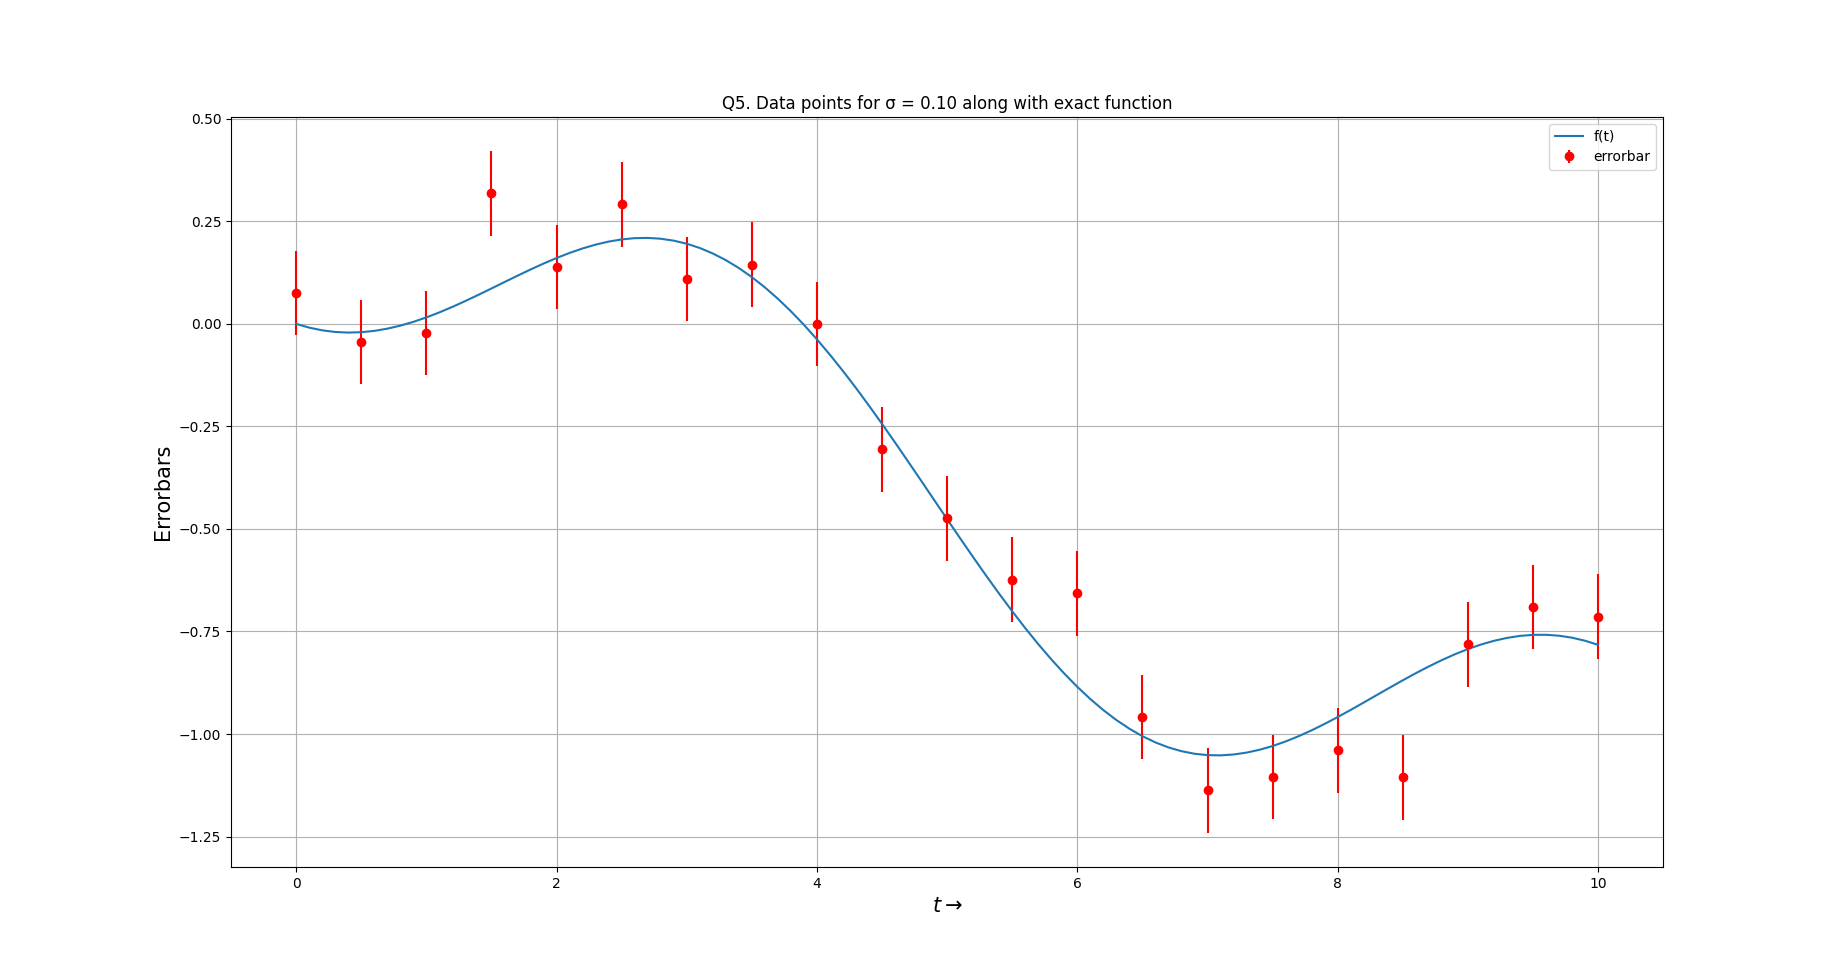 Q5. Data points for σ = 0.10 along with exact function
f(t)
errorbar
Errorbars
0.50
0.25
0.00
−0.25
−0.50
−0.75
−1.00
−1.25
0 2 4 6 8 10
t→